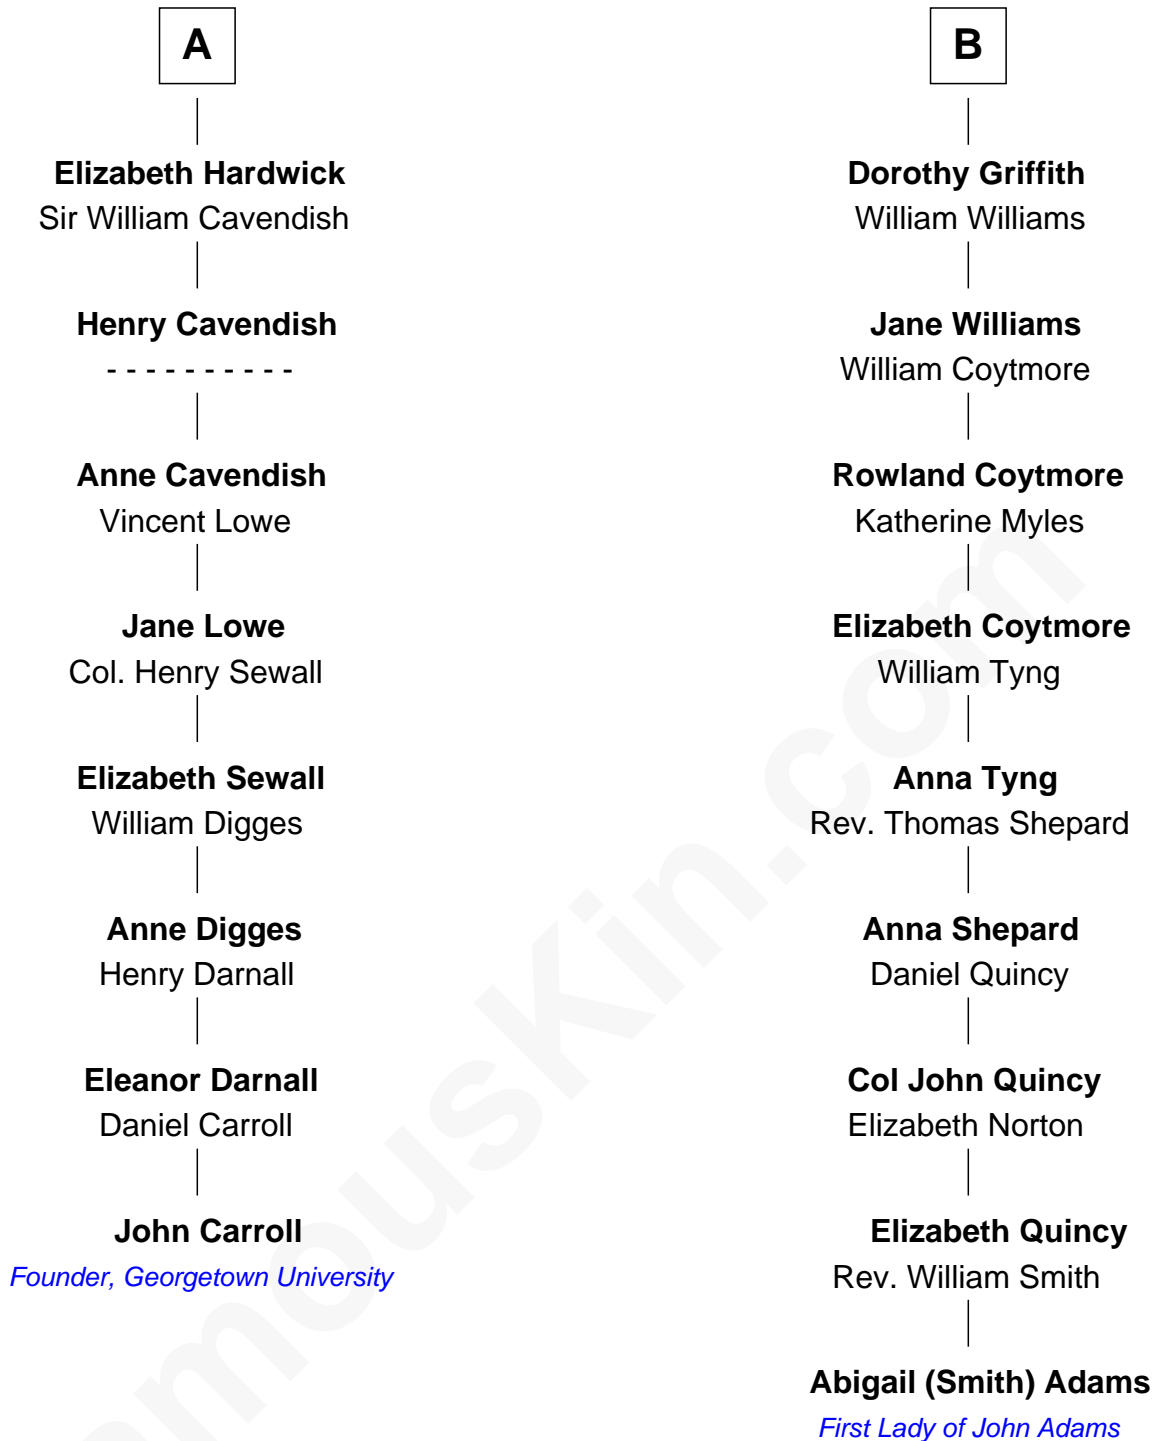 A
Elizabeth Hardwick
Sir William Cavendish
Henry Cavendish
- - - - - - - - - -
Anne Cavendish
Vincent Lowe
Jane Lowe
Col. Henry Sewall
Elizabeth Sewall
William Digges
Anne Digges
Henry Darnall
Eleanor Darnall
Daniel Carroll
John Carroll
Founder, Georgetown University
B
Dorothy Griffith
William Williams
Jane Williams
William Coytmore
Rowland Coytmore
Katherine Myles
Elizabeth Coytmore
William Tyng
Anna Tyng
Rev. Thomas Shepard
Anna Shepard
Daniel Quincy
Col John Quincy
Elizabeth Norton
Elizabeth Quincy
Rev. William Smith
Abigail (Smith) Adams
First Lady of John Adams
amousKin.com